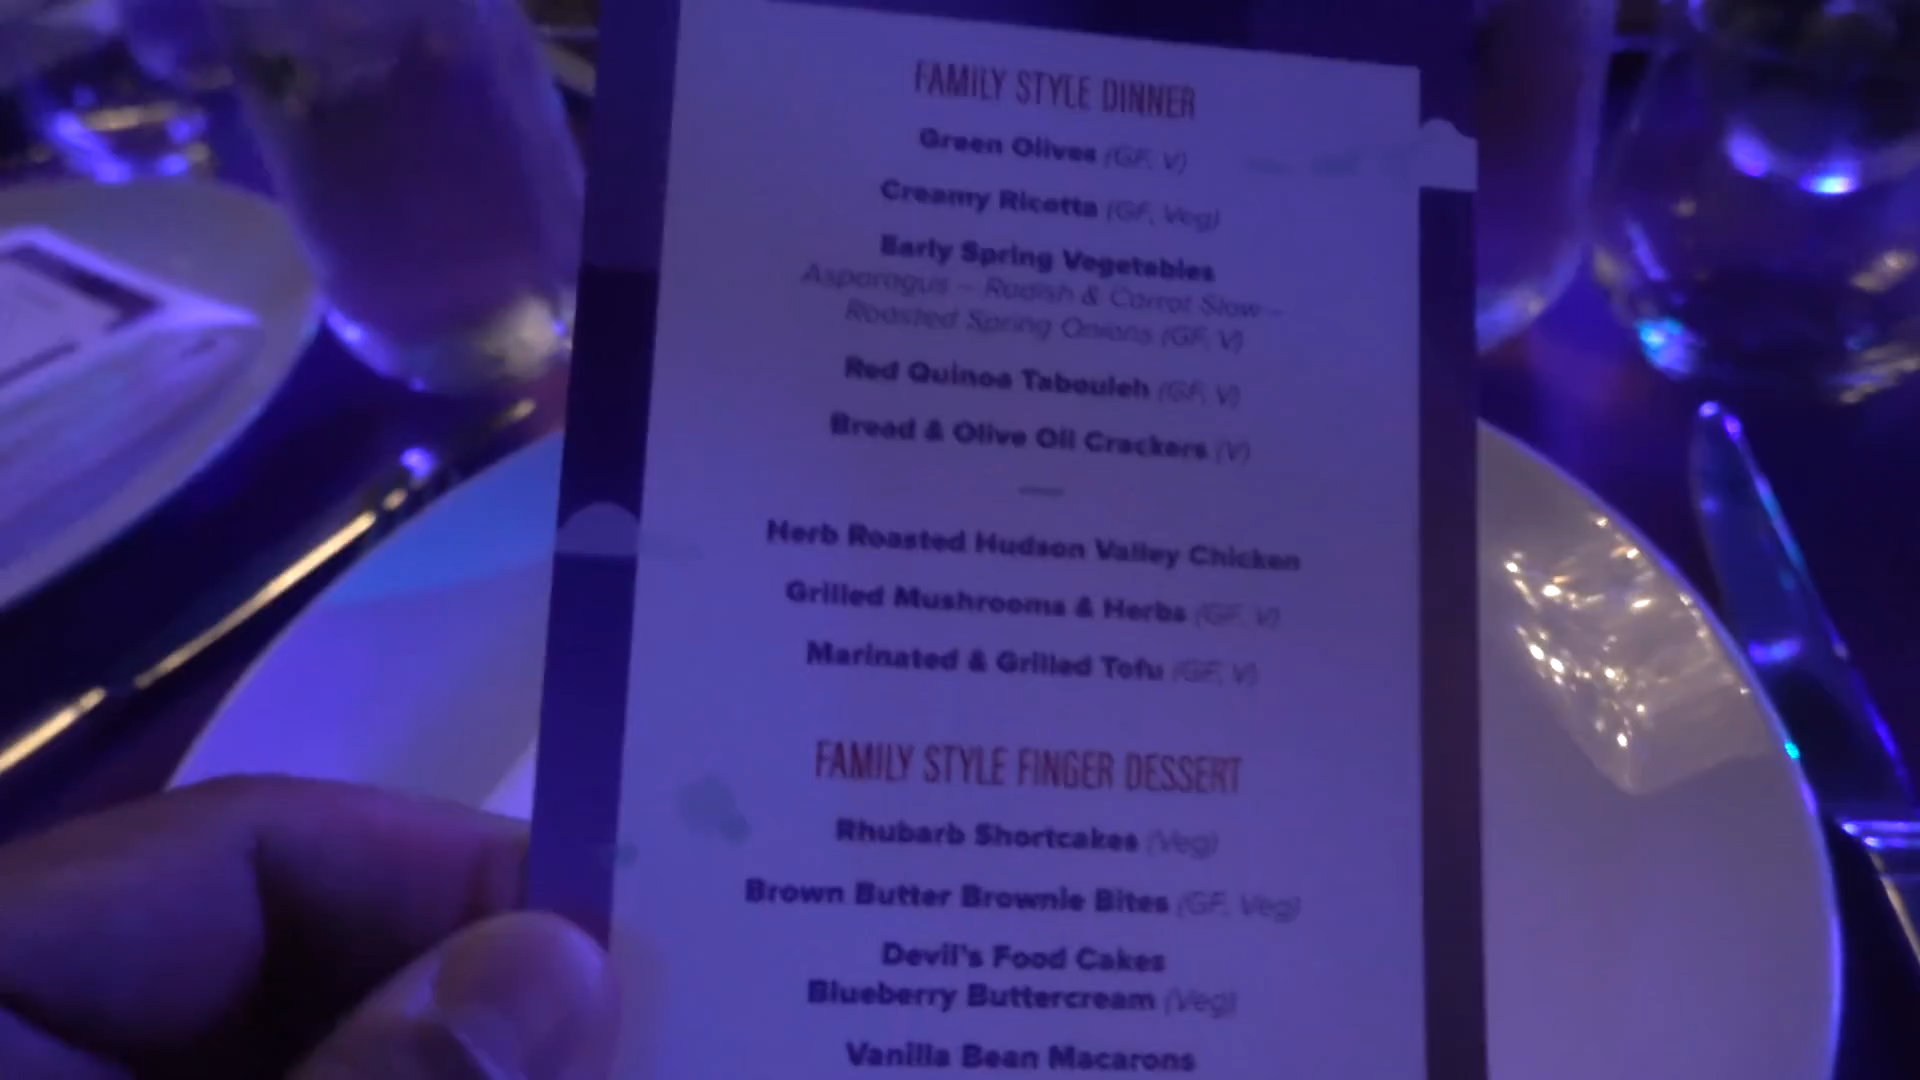 FAMILY STYLE DINNER
Green Olives (GF, V)
Creamy Ricotta (GF, Veg)
Early Spring Vegetables
Asparagus – Radish & Carrot Slaw –
Roasted Spring Onions (GF, V)
Red Quinoa Tabouleh (GF, V)
Bread & Olive Oil Crackers (V)
Herb Roasted Hudson Valley Chicken
Grilled Mushrooms & Herbs (GF, V)
Marinated & Grilled Tofu (GF, V)
FAMILY STYLE FINGER DESSERT
Rhubarb Shortcakes (Veg)
Brown Butter Brownie Bites (GF, Veg)
Devil's Food Cakes
Blueberry Buttercream (Veg)
Vanilla Bean Macarons